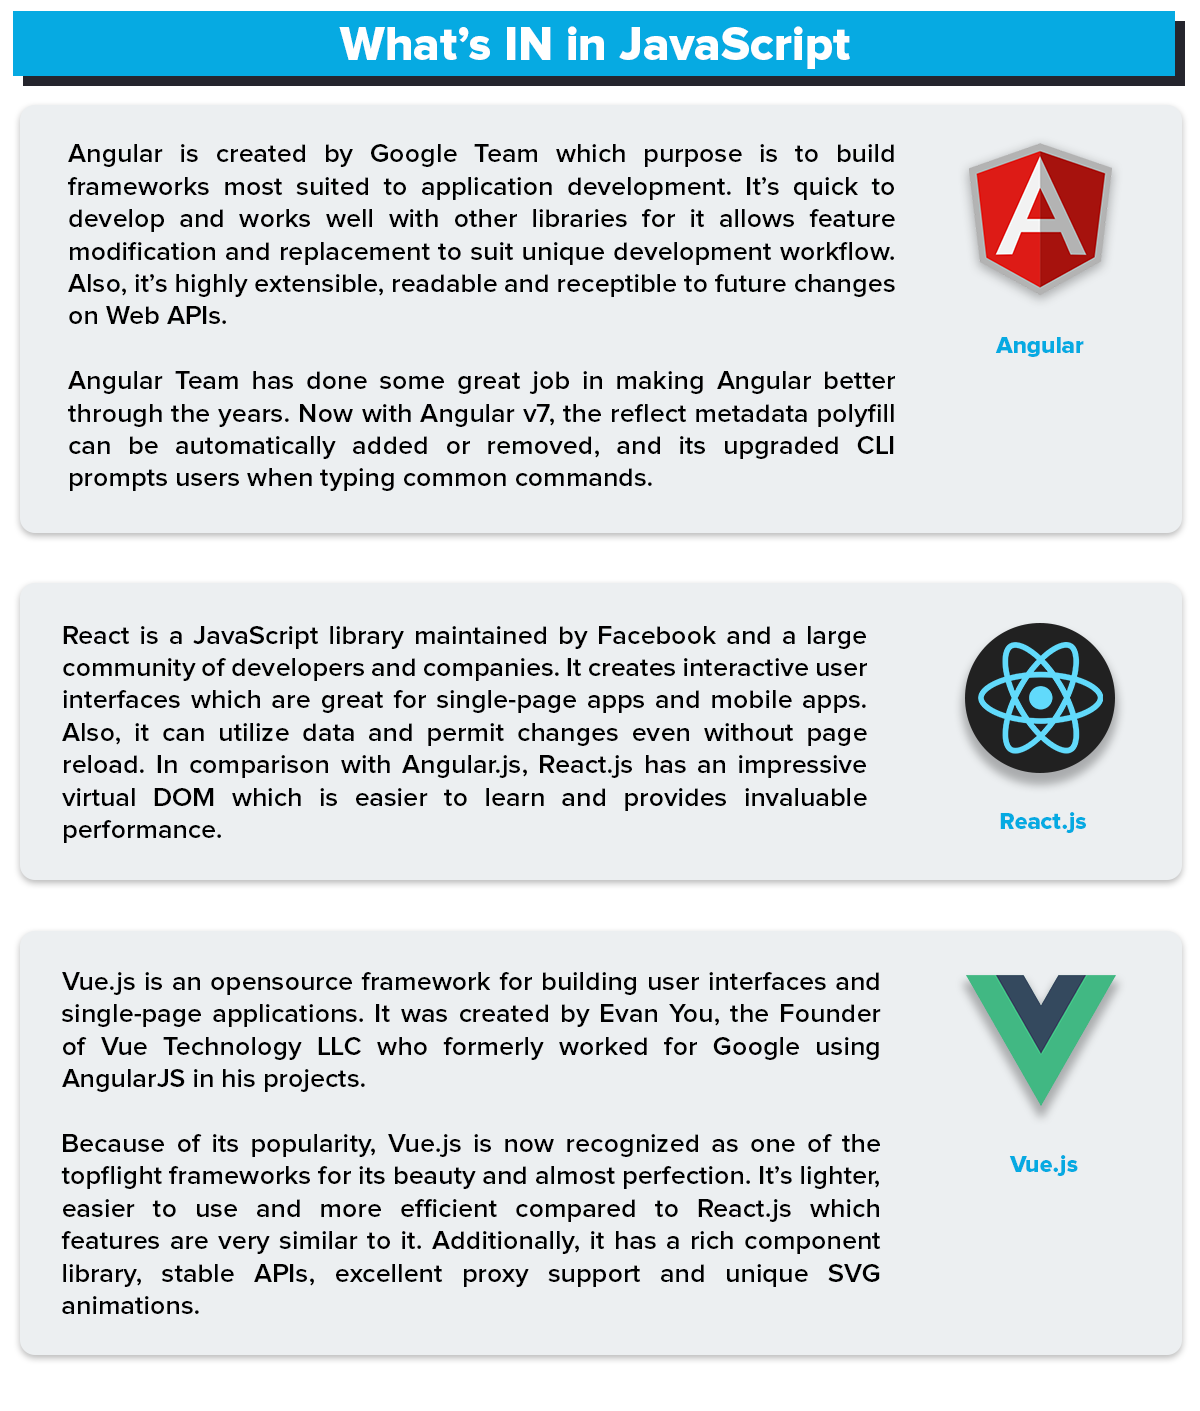 What's IN in JavaScript
Angular is created by Google Team which purpose is to build
frameworks most suited to application development. It's quick to
develop and works well with other libraries for it allows feature
modification and replacement to suit unique development workflow.
Also, it's highly extensible, readable and receptible to future changes
on Web APIs.
Angular Team has done some great job in making Angular better
through the years. Now with Angular v7, the reflect metadata polyfill
can be automatically added or removed, and its upgraded CLI
prompts users when typing common commands.
A
Angular
React is a JavaScript library maintained by Facebook and a large
community of developers and companies. It creates interactive user
interfaces which are great for single-page apps and mobile apps.
Also, it can utilize data and permit changes even without page
reload. In comparison with Angular.js, React.js has an impressive
virtual DOM which is easier to learn and provides invaluable
performance.
React.js
Vue.js is an opensource framework for building user interfaces and
single-page applications. It was created by Evan You, the Founder
of Vue Technology LLC who formerly worked for Google using
AngularJS in his projects.
Because of its popularity, Vue.js is now recognized as one of the
topflight frameworks for its beauty and almost perfection. It's lighter,
easier to use and more efficient compared to React.js which
features are very similar to it. Additionally, it has a rich component
library, stable APIs, excellent proxy support and unique SVG
animations.
Vue.js